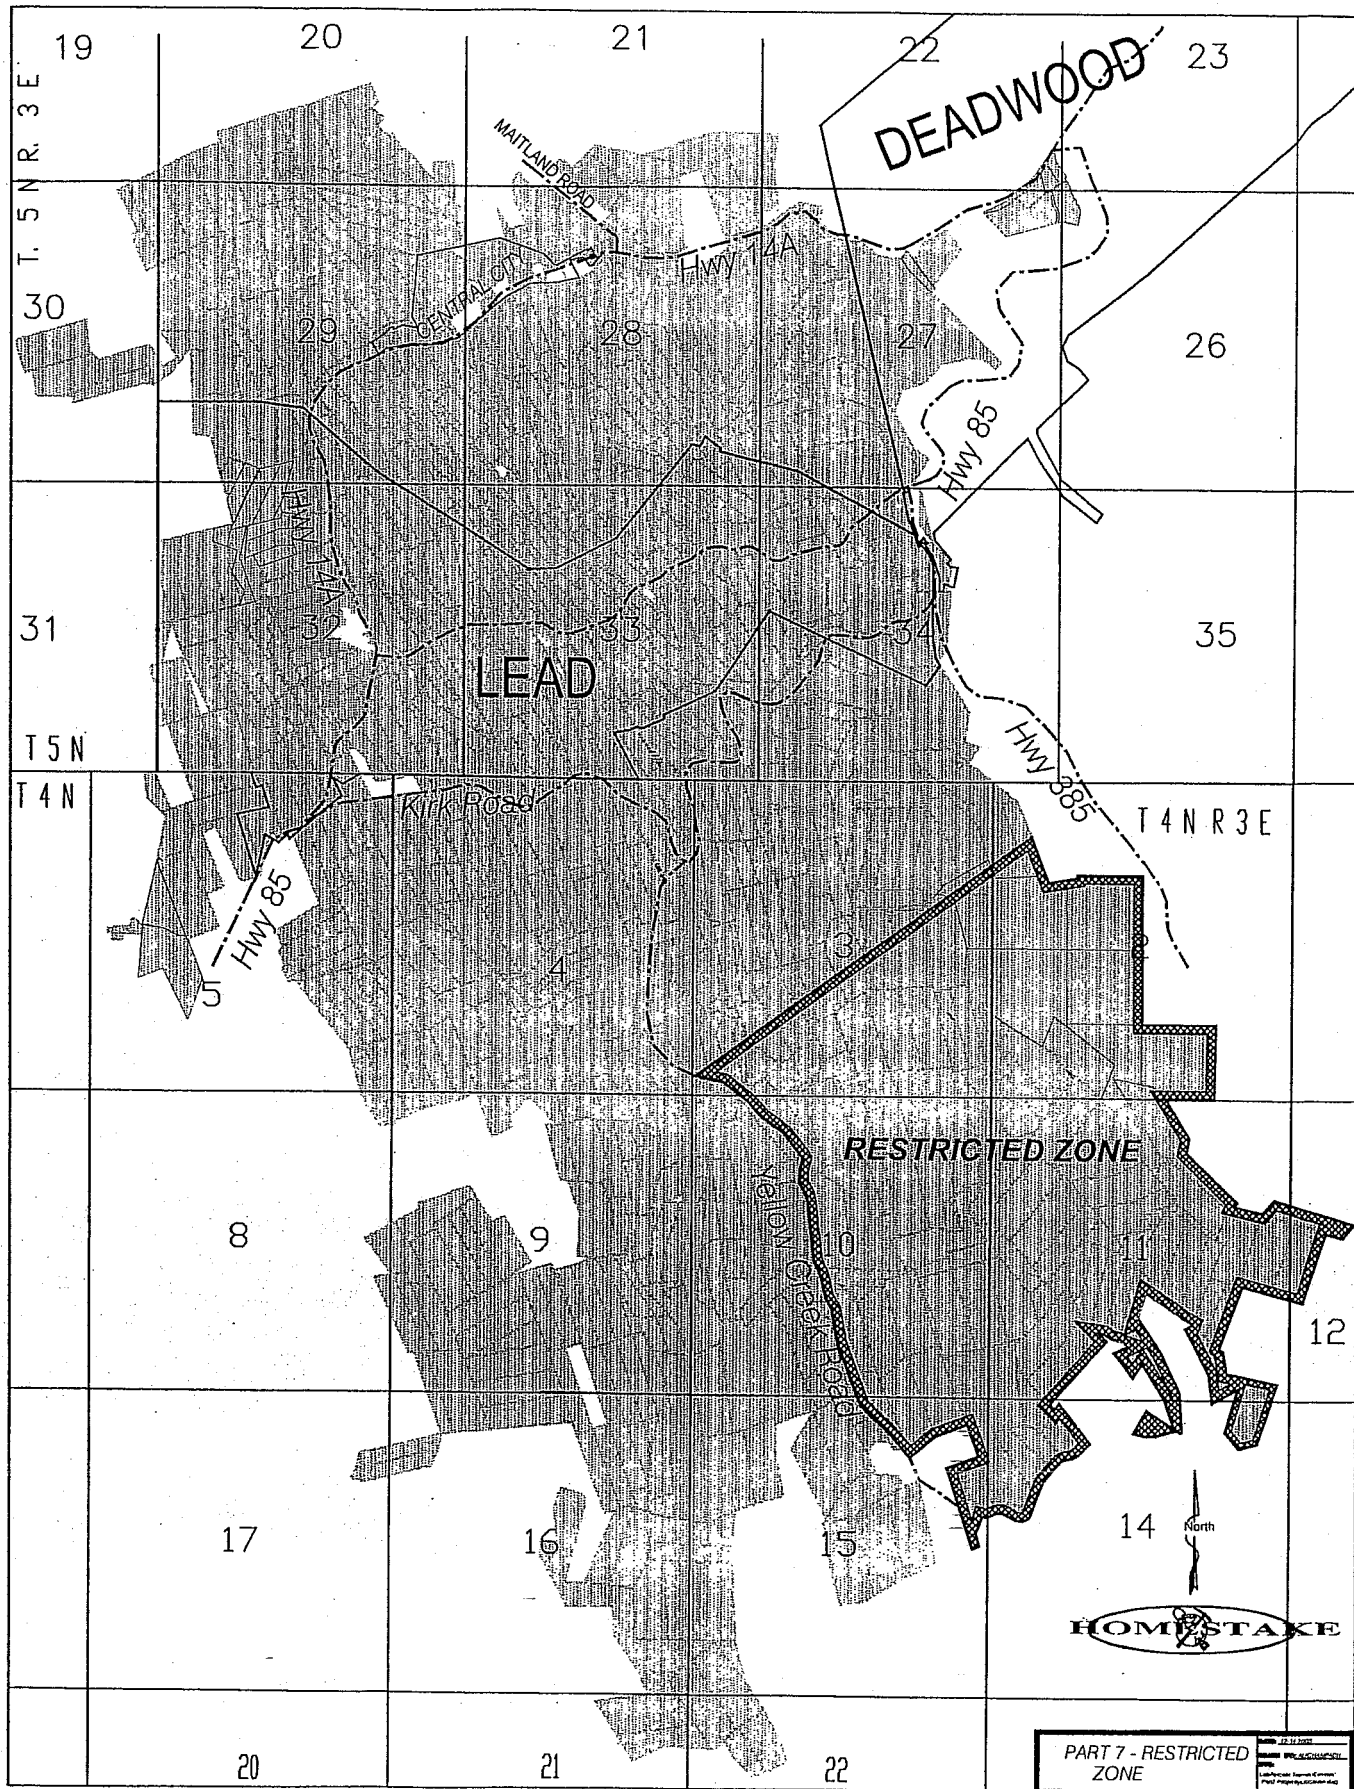 19
20
21
22
23
DEADWOOD
T. 5 N R. 3 E
MAITLAND ROAD
30
29
CENTRAL CITY
28
Hwy 14A
27
26
Hwy 85
Hwy 14A
31
32
33
34
35
LEAD
T 5 N
T 4 N
Kirk Road
Hwy 385
T 4 N R 3 E
Hwy 85
5
4
3
2
RESTRICTED ZONE
8
9
Yellow Creek Road
10
11
12
17
16
15
14
North
HOMESTAKE
20
21
22
PART 7 - RESTRICTED
ZONE